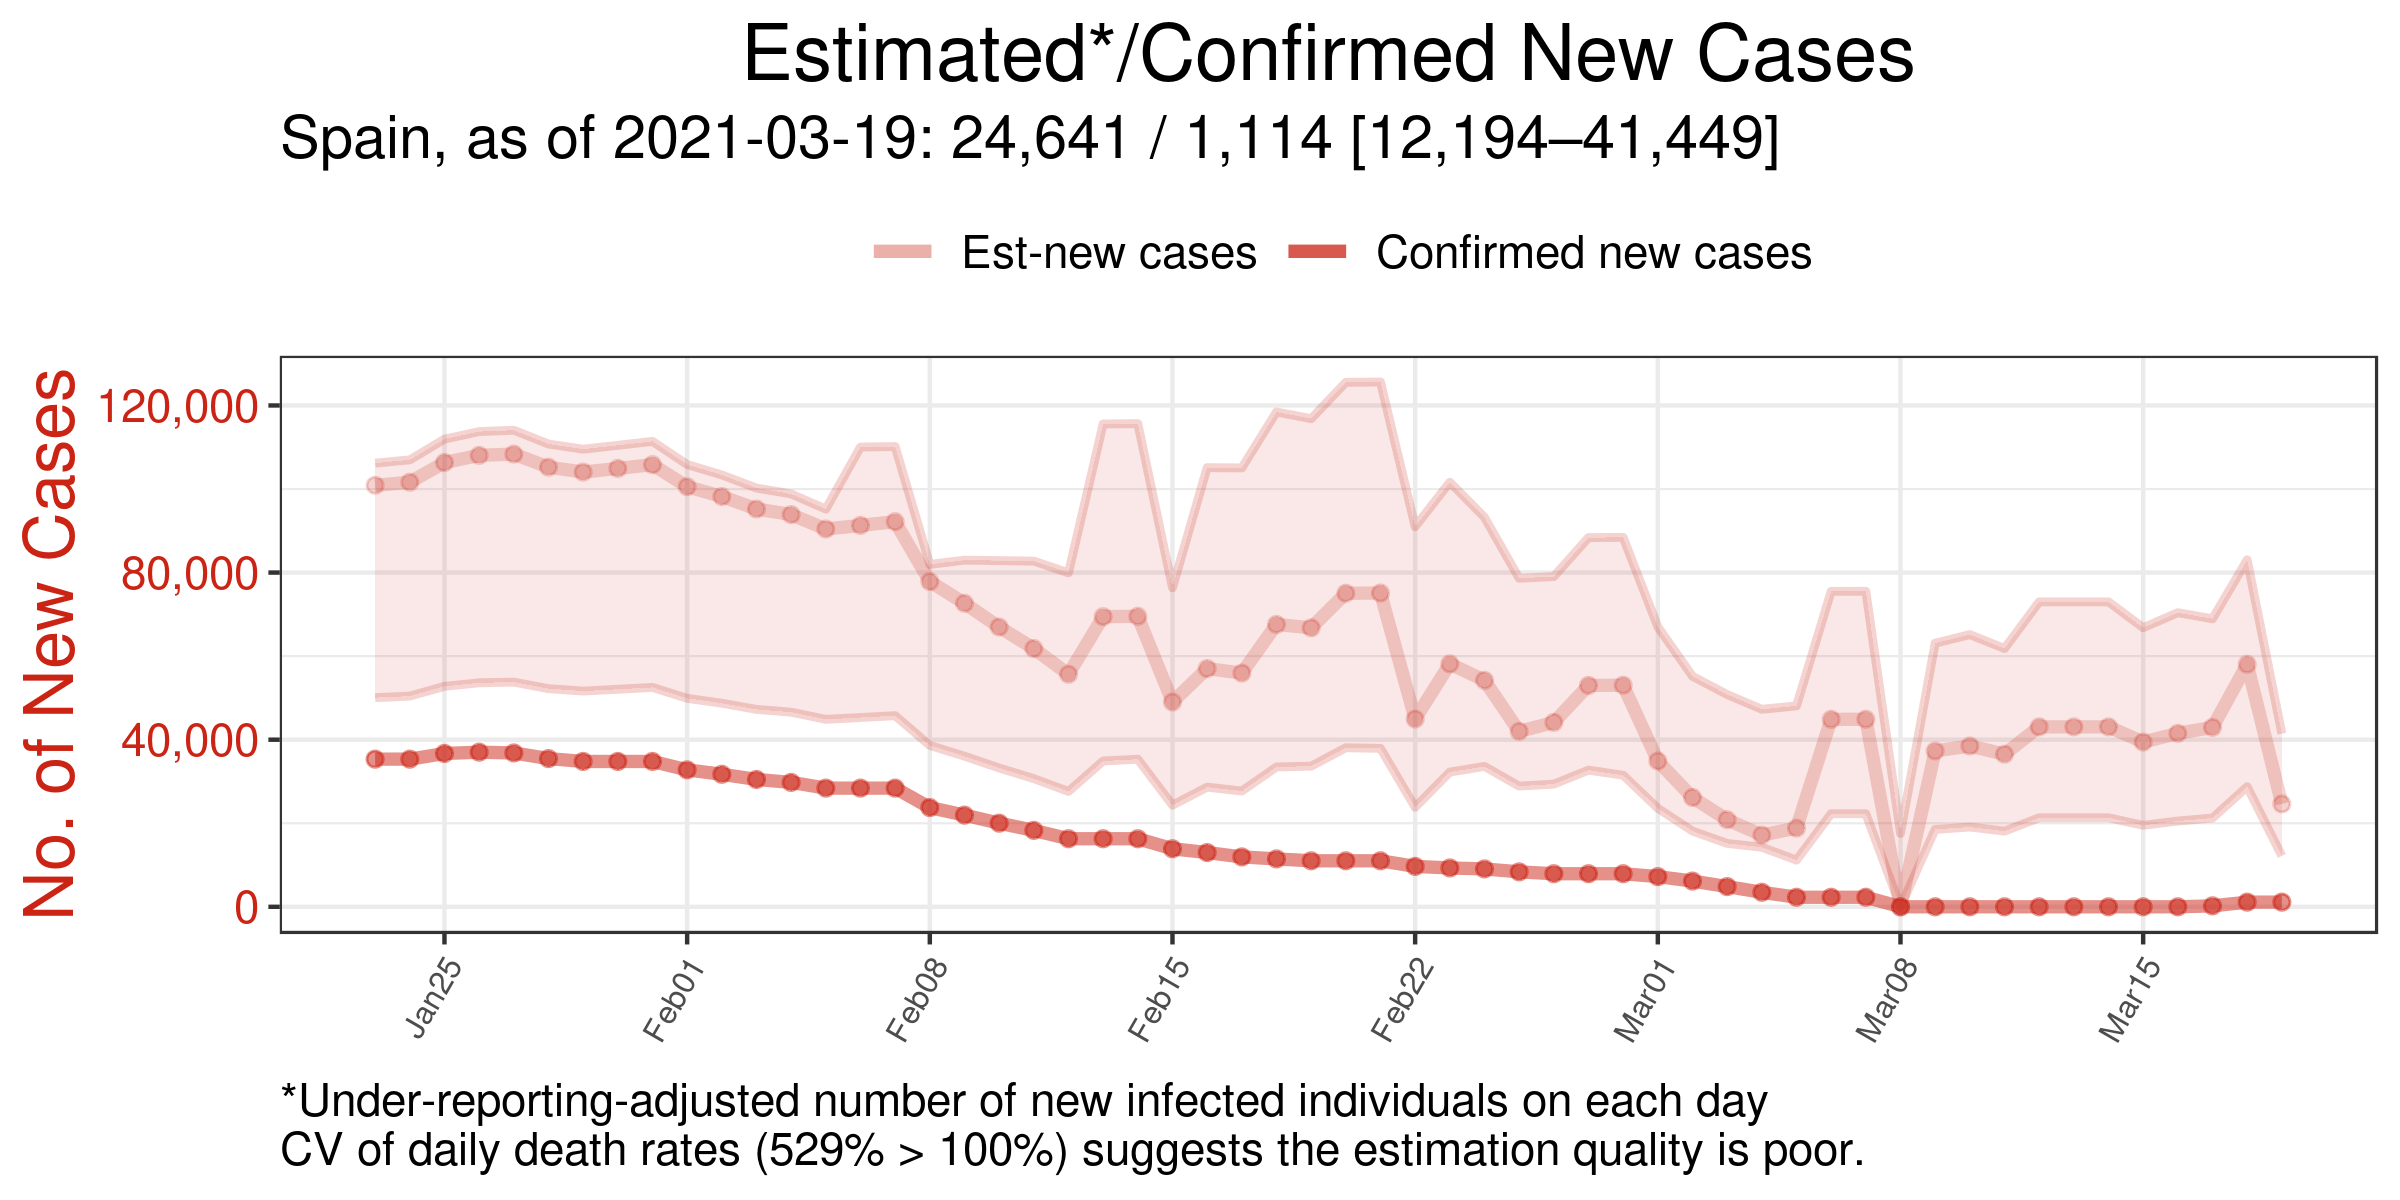 Estimated*/Confirmed New Cases
Spain, as of 2021-03-19: 24,641 / 1,114 [12,194–41,449]
Est-new cases
Confirmed new cases
No. of New Cases
120,000
80,000
40,000
0
Jan25
Feb01
Feb08
Feb15
Feb22
Mar01
Mar08
Mar15
*Under-reporting-adjusted number of new infected individuals on each day
CV of daily death rates (529% > 100%) suggests the estimation quality is poor.